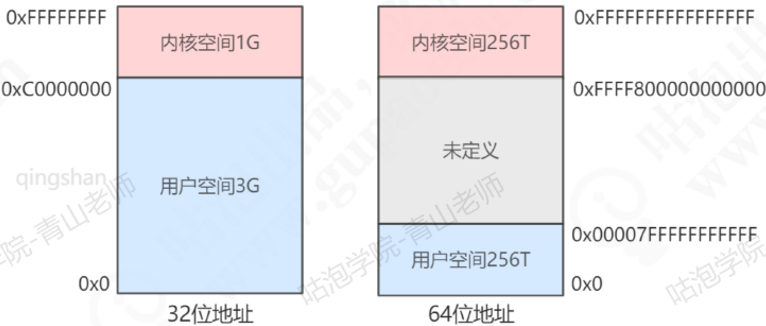 0xFFFFFFFF
内核空间1G
0xC0000000
用户空间3G
0x0
32位地址
内核空间256T
0xFFFFFFFFFFFFFFFF
0xFFFF800000000000
未定义
0x00007FFFFFFFFFFF
用户空间256T
0x0
64位地址
qingshan
学院-青山老师
咕泡学院-青山老师
咕泡学院